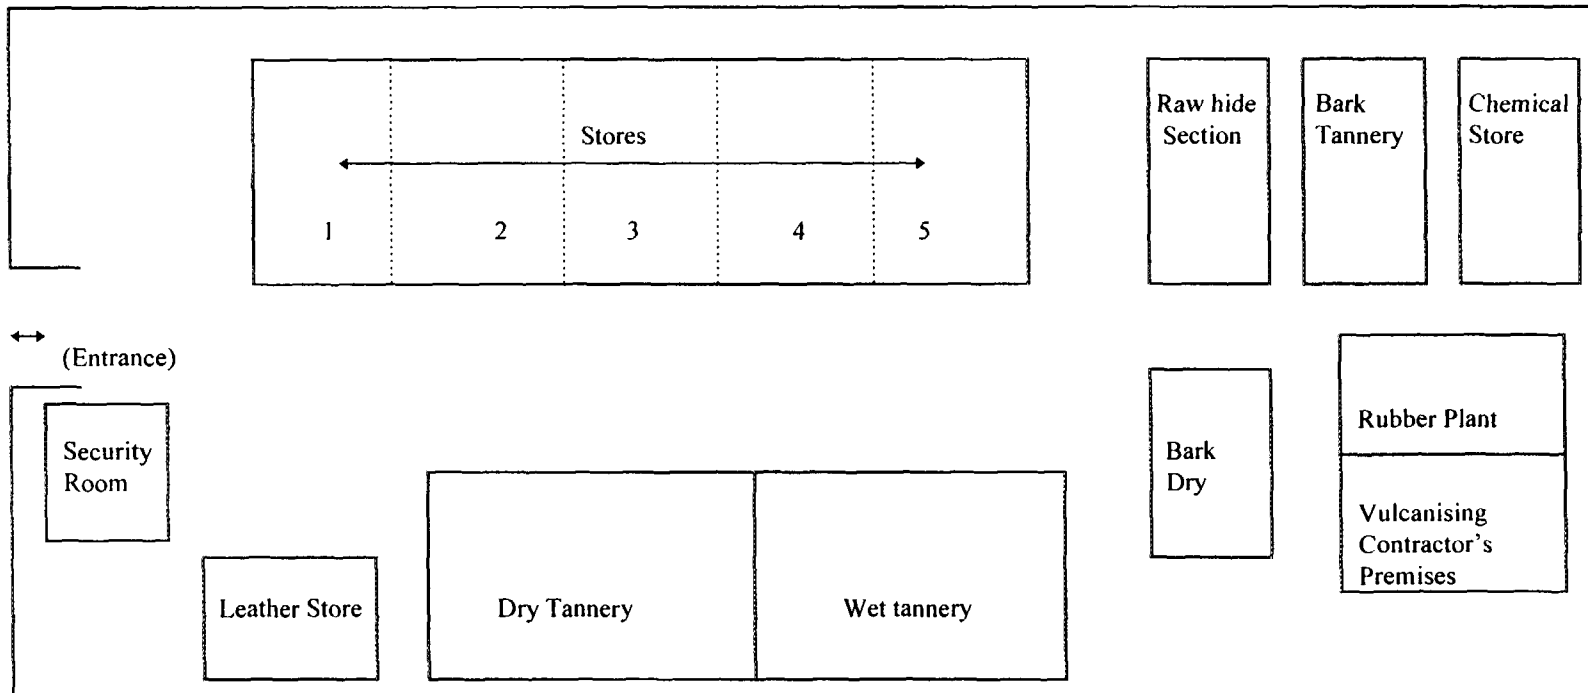 Raw hide
Section
Bark
Tannery
Chemical
Store
Stores
1
2
3
4
5
(Entrance)
Security
Room
Bark
Dry
Rubber Plant
Vulcanising
Contractor's
Premises
Leather Store
Dry Tannery
Wet tannery